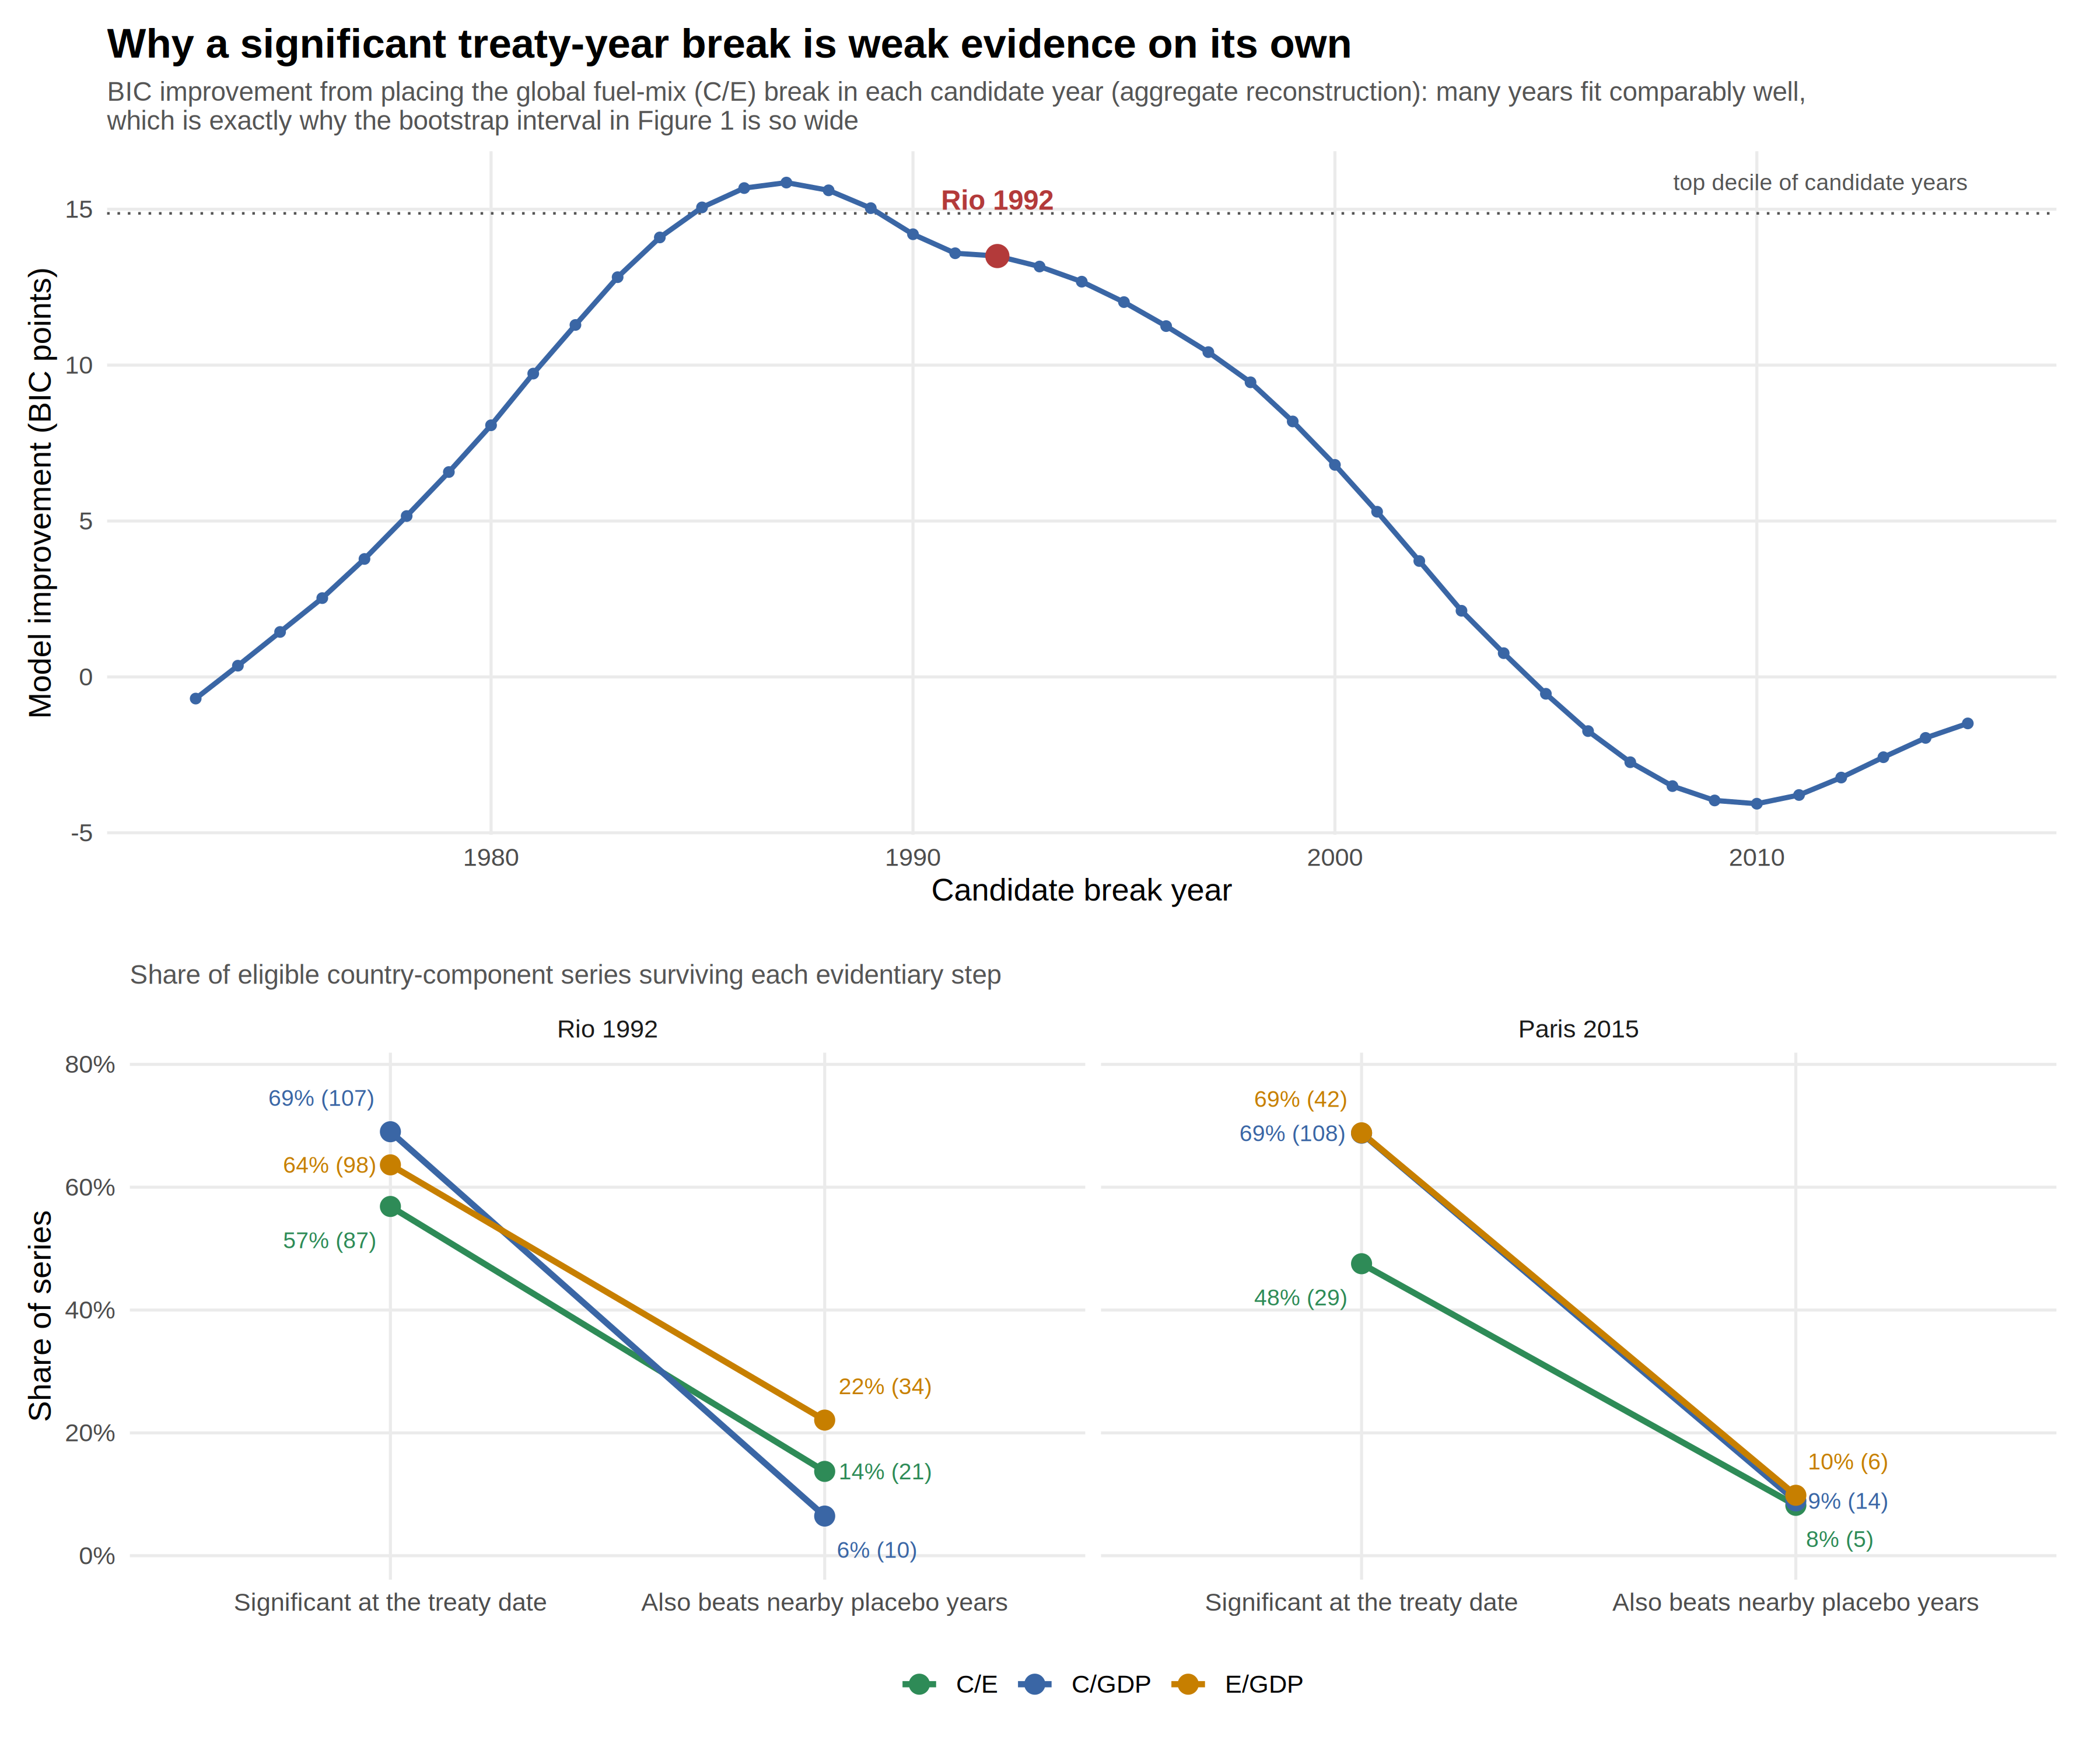 Why a significant treaty-year break is weak evidence on its own
BIC improvement from placing the global fuel-mix (C/E) break in each candidate year (aggregate reconstruction): many years fit comparably well,
which is exactly why the bootstrap interval in Figure 1 is so wide
Model improvement (BIC points)
15
10
5
0
-5
top decile of candidate years
Rio 1992
1980
1990
2000
2010
Candidate break year
Share of eligible country-component series surviving each evidentiary step
Rio 1992
Paris 2015
Share of series
80%
60%
40%
20%
0%
69% (107)
64% (98)
57% (87)
22% (34)
14% (21)
6% (10)
69% (42)
69% (108)
48% (29)
10% (6)
9% (14)
8% (5)
Significant at the treaty date
Also beats nearby placebo years
Significant at the treaty date
Also beats nearby placebo years
C/E
C/GDP
E/GDP